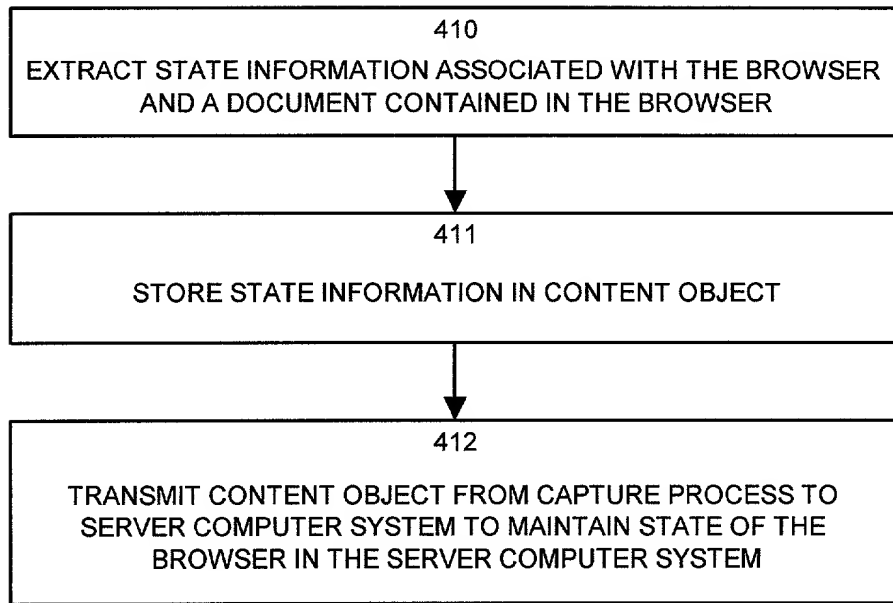 410
EXTRACT STATE INFORMATION ASSOCIATED WITH THE BROWSER
AND A DOCUMENT CONTAINED IN THE BROWSER
411
STORE STATE INFORMATION IN CONTENT OBJECT
412
TRANSMIT CONTENT OBJECT FROM CAPTURE PROCESS TO
SERVER COMPUTER SYSTEM TO MAINTAIN STATE OF THE
BROWSER IN THE SERVER COMPUTER SYSTEM